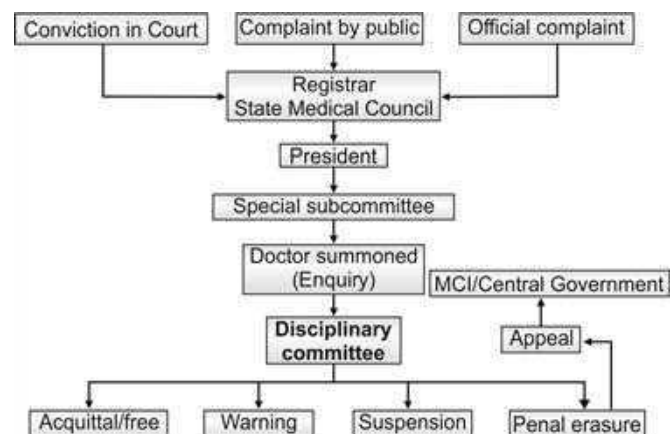 Conviction in Court
Complaint by public
Official complaint
Registrar
State Medical Council
President
Special subcommittee
Doctor summoned
(Enquiry)
MCI/Central Government
Disciplinary
committee
Appeal
Acquittal/free
Warning
Suspension
Penal erasure